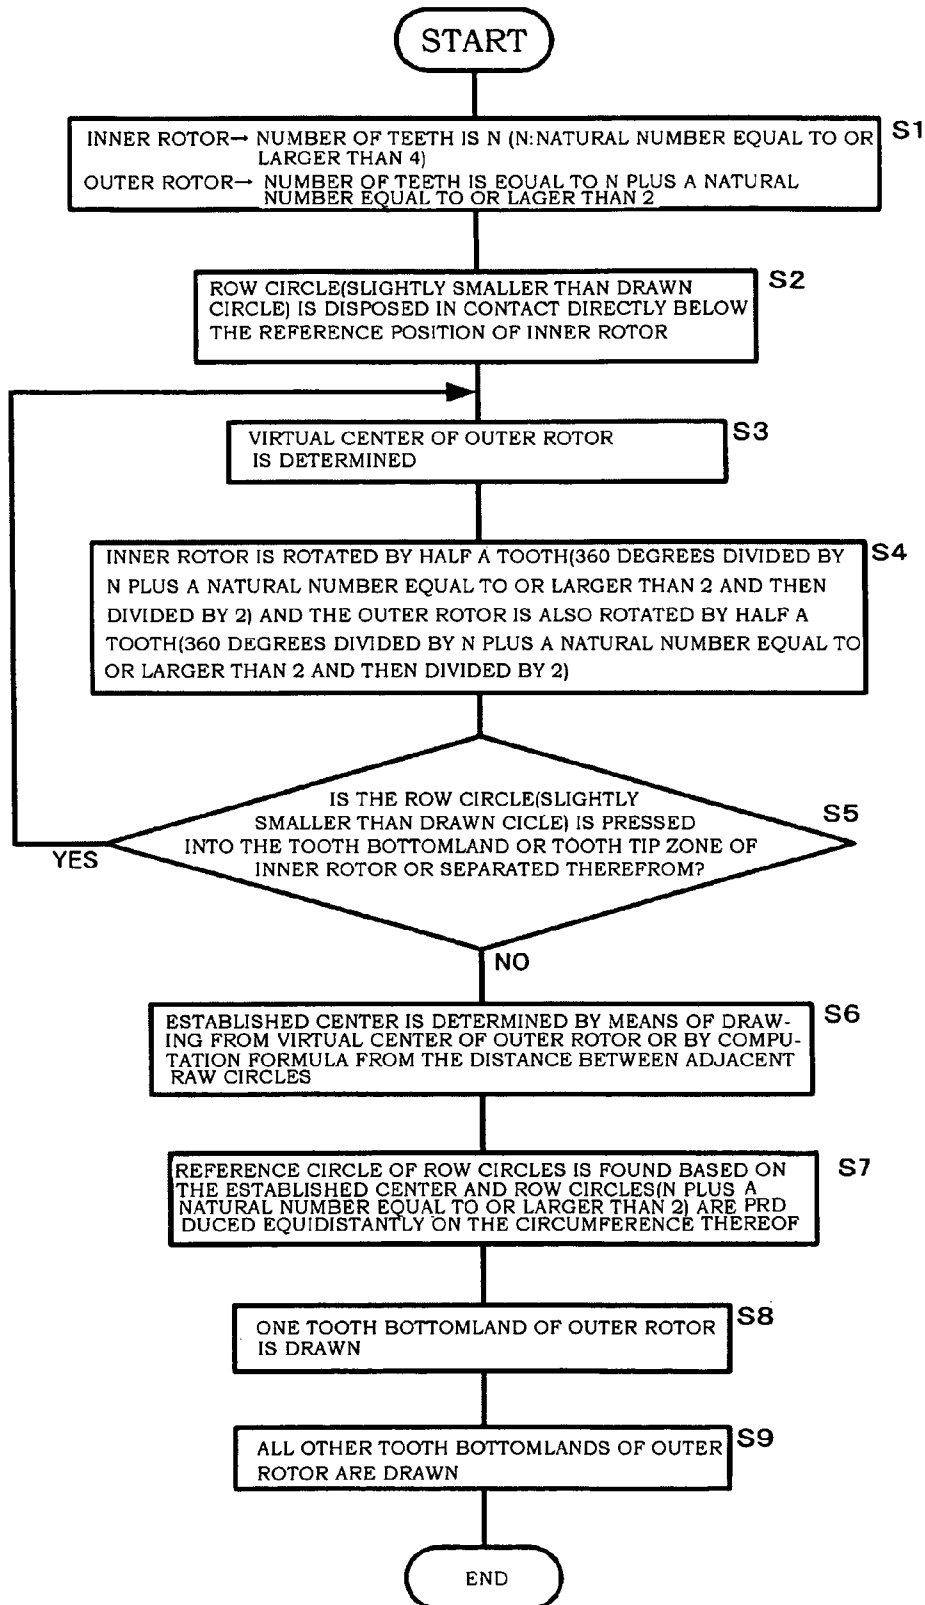 START
S1
INNER ROTOR→ NUMBER OF TEETH IS N (N:NATURAL NUMBER EQUAL TO OR
LARGER THAN 4)
OUTER ROTOR→ NUMBER OF TEETH IS EQUAL TO N PLUS A NATURAL
NUMBER EQUAL TO OR LAGER THAN 2
S2
ROW CIRCLE(SLIGHTLY SMALLER THAN DRAWN
CIRCLE) IS DISPOSED IN CONTACT DIRECTLY BELOW
THE REFERENCE POSITION OF INNER ROTOR
S3
VIRTUAL CENTER OF OUTER ROTOR
IS DETERMINED
S4
INNER ROTOR IS ROTATED BY HALF A TOOTH(360 DEGREES DIVIDED BY
N PLUS A NATURAL NUMBER EQUAL TO OR LARGER THAN 2 AND THEN
DIVIDED BY 2) AND THE OUTER ROTOR IS ALSO ROTATED BY HALF A
TOOTH(360 DEGREES DIVIDED BY N PLUS A NATURAL NUMBER EQUAL TO
OR LARGER THAN 2 AND THEN DIVIDED BY 2)
S5
IS THE ROW CIRCLE(SLIGHTLY
SMALLER THAN DRAWN CICLE) IS PRESSED
INTO THE TOOTH BOTTOMLAND OR TOOTH TIP ZONE OF
INNER ROTOR OR SEPARATED THEREFROM?
YES
NO
S6
ESTABLISHED CENTER IS DETERMINED BY MEANS OF DRAW-
ING FROM VIRTUAL CENTER OF OUTER ROTOR OR BY COMPU-
TATION FORMULA FROM THE DISTANCE BETWEEN ADJACENT
RAW CIRCLES
S7
REFERENCE CIRCLE OF ROW CIRCLES IS FOUND BASED ON
THE ESTABLISHED CENTER AND ROW CIRCLES(N PLUS A
NATURAL NUMBER EQUAL TO OR LARGER THAN 2) ARE PRD
DUCED EQUIDISTANTLY ON THE CIRCUMFERENCE THEREOF
S8
ONE TOOTH BOTTOMLAND OF OUTER ROTOR
IS DRAWN
S9
ALL OTHER TOOTH BOTTOMLANDS OF OUTER
ROTOR ARE DRAWN
END